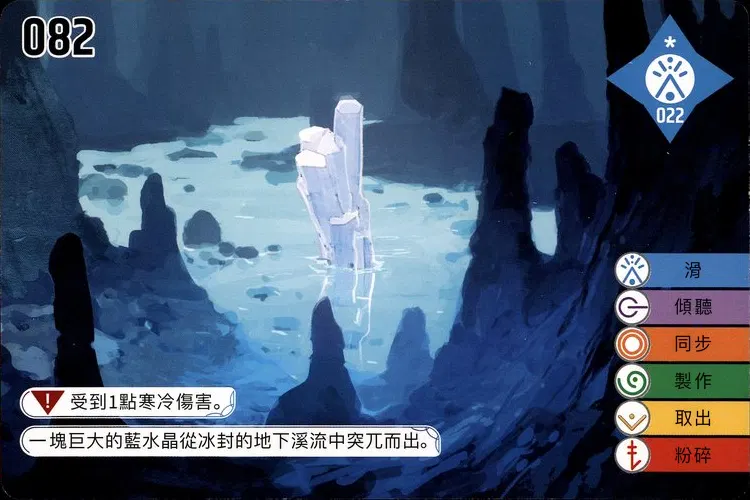 082
*
022
滑
傾聽
同步
製作
取出
粉碎
! 受到1點寒冷傷害。
一塊巨大的藍水晶從冰封的地下溪流中突兀而出。